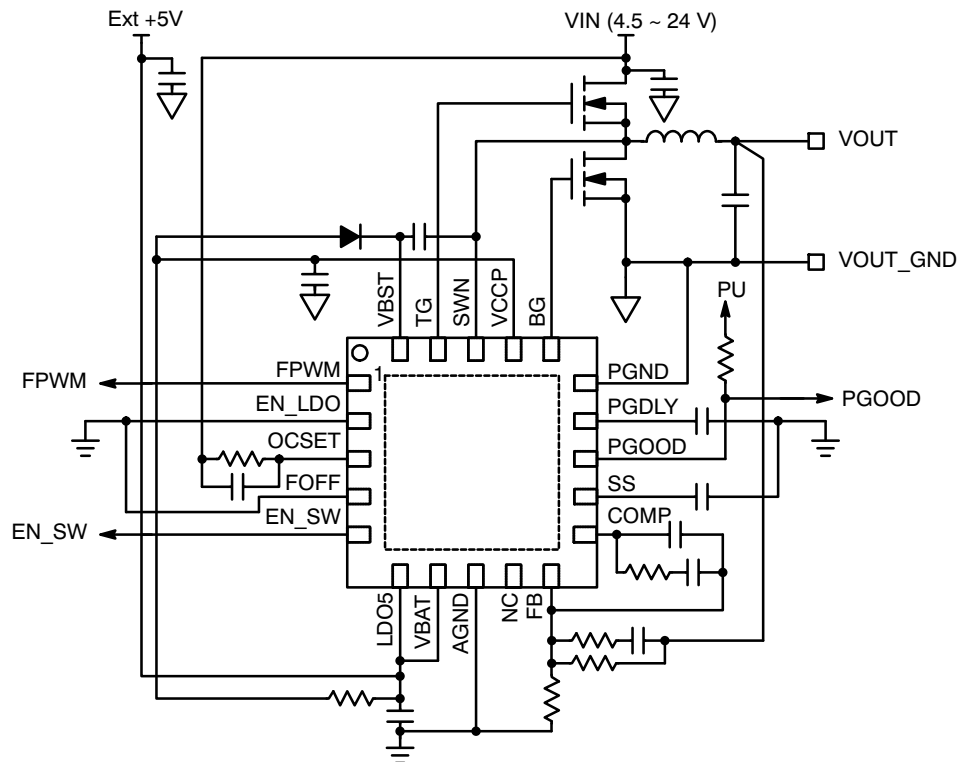 Ext +5V
VIN (4.5 ~ 24 V)
VOUT
VOUT_GND
PU
PGOOD
VBST
TG
SWN
VCCP
BG
1
FPWM
FPWM
EN_LDO
OCSET
FOFF
EN_SW
EN_SW
PGND
PGDLY
PGOOD
SS
COMP
LDO5
VBAT
AGND
NC
FB